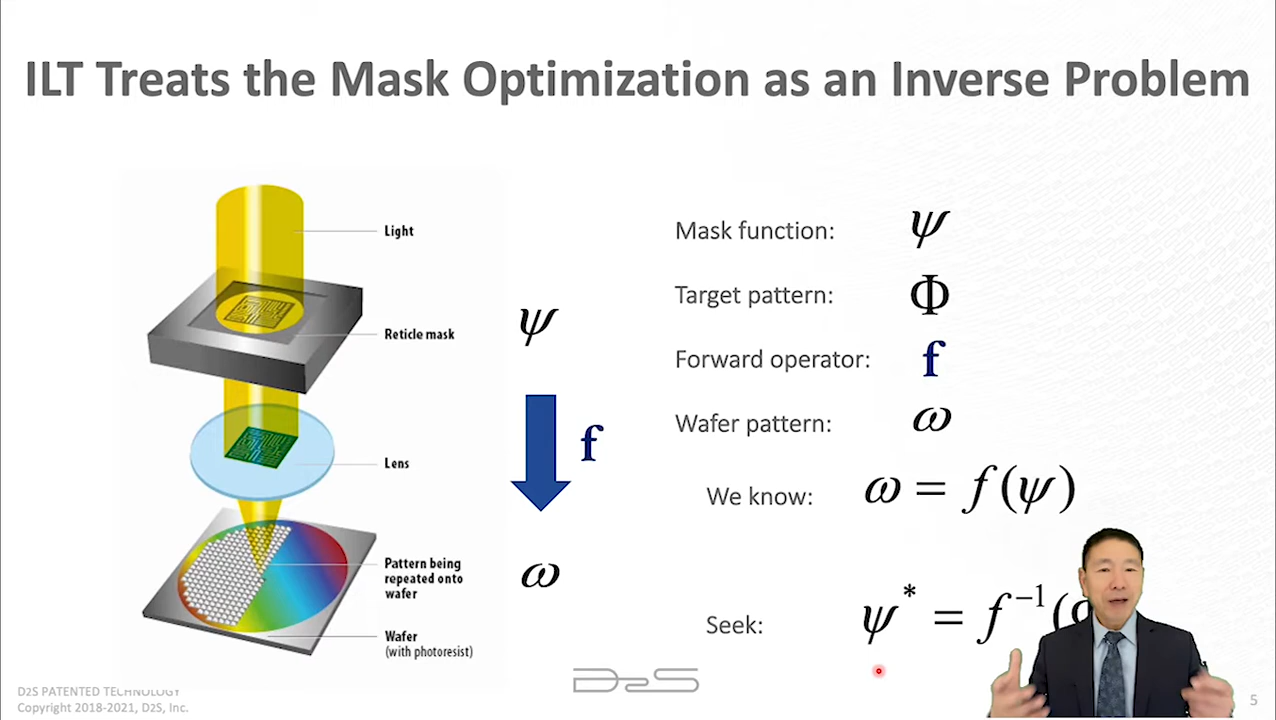 ILT Treats the Mask Optimization as an Inverse Problem
Light
Reticle mask
Lens
Pattern being
repeated onto
wafer
Wafer
(with photoresist)
ψ
f
ω
Mask function: ψ
Target pattern: Φ
Forward operator: f
Wafer pattern: ω
We know: ω = f(ψ)
Seek: ψ* = f⁻¹(
D2S
D2S PATENTED TECHNOLOGY
Copyright 2018-2021, D2S, Inc.
5